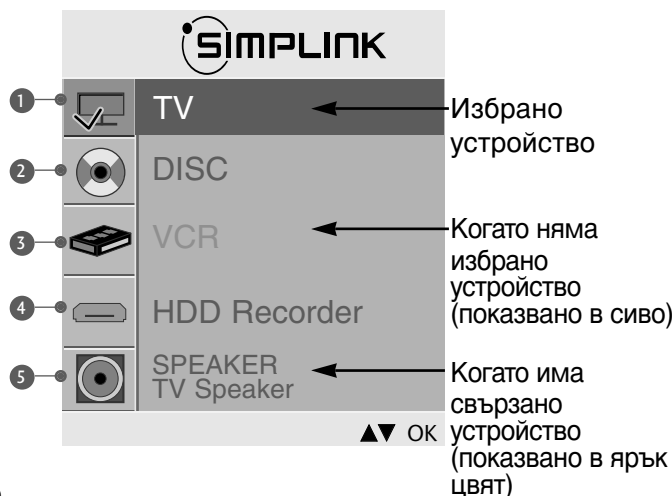 SIMPLINK
1
TV
Избрано
устройство
2
DISC
3
VCR
Когато няма
избрано
устройство
(показвано в сиво)
4
HDD Recorder
5
SPEAKER
TV Speaker
Когато има
свързано
устройство
(показвано в ярък
цвят)
▲▼ OK